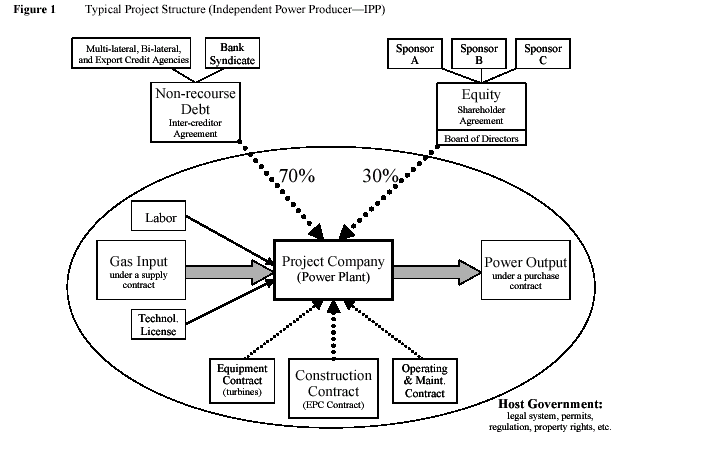 Figure 1 Typical Project Structure (Independent Power Producer—IPP)
Multi-lateral, Bi-lateral,
and Export Credit Agencies
Bank
Syndicate
Sponsor
A
Sponsor
B
Sponsor
C
Non-recourse
Debt
Inter-creditor
Agreement
Equity
Shareholder
Agreement
Board of Directors
70%
30%
Labor
Gas Input
under a supply
contract
Technol.
License
Project Company
(Power Plant)
Power Output
under a purchase
contract
Equipment
Contract
(turbines)
Construction
Contract
(EPC Contract)
Operating
& Maint.
Contract
Host Government:
legal system, permits,
regulation, property rights, etc.